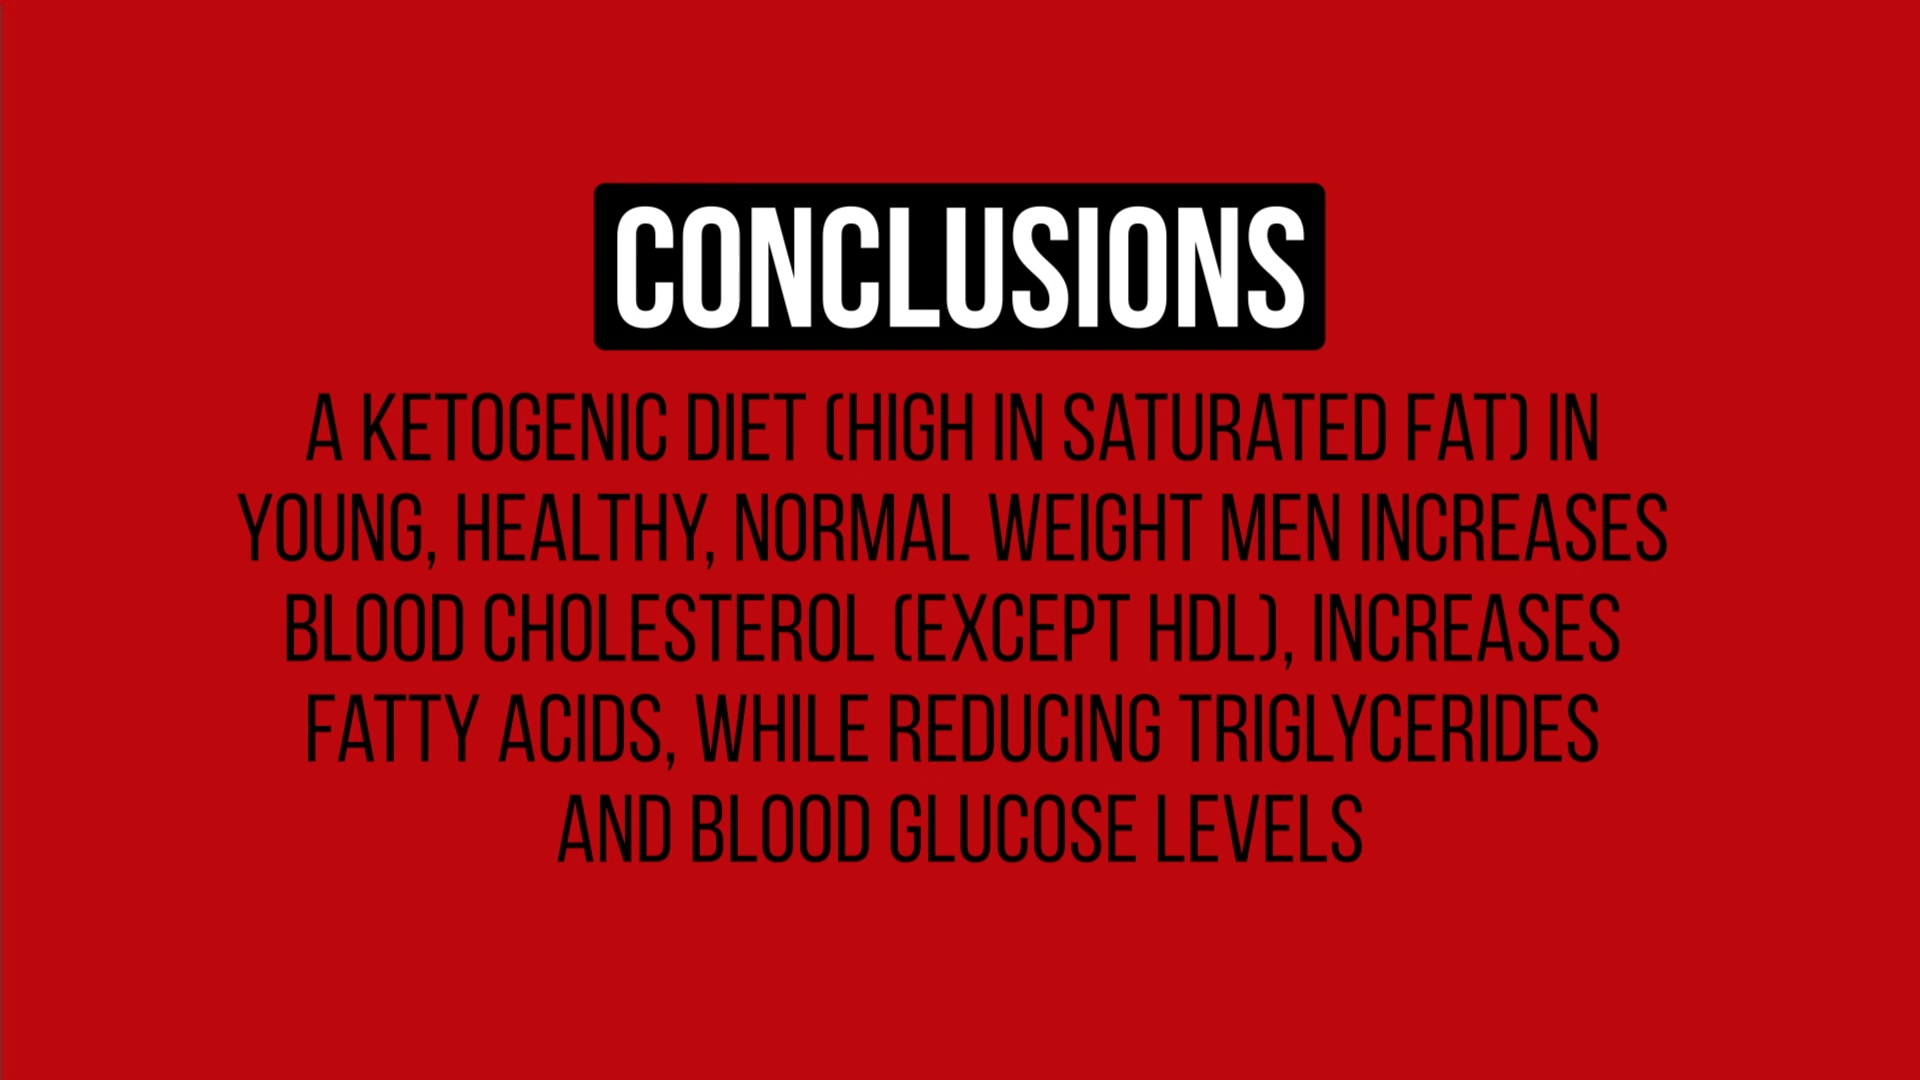 CONCLUSIONS
A KETOGENIC DIET (HIGH IN SATURATED FAT) IN
YOUNG, HEALTHY, NORMAL WEIGHT MEN INCREASES
BLOOD CHOLESTEROL (EXCEPT HDL), INCREASES
FATTY ACIDS, WHILE REDUCING TRIGLYCERIDES
AND BLOOD GLUCOSE LEVELS